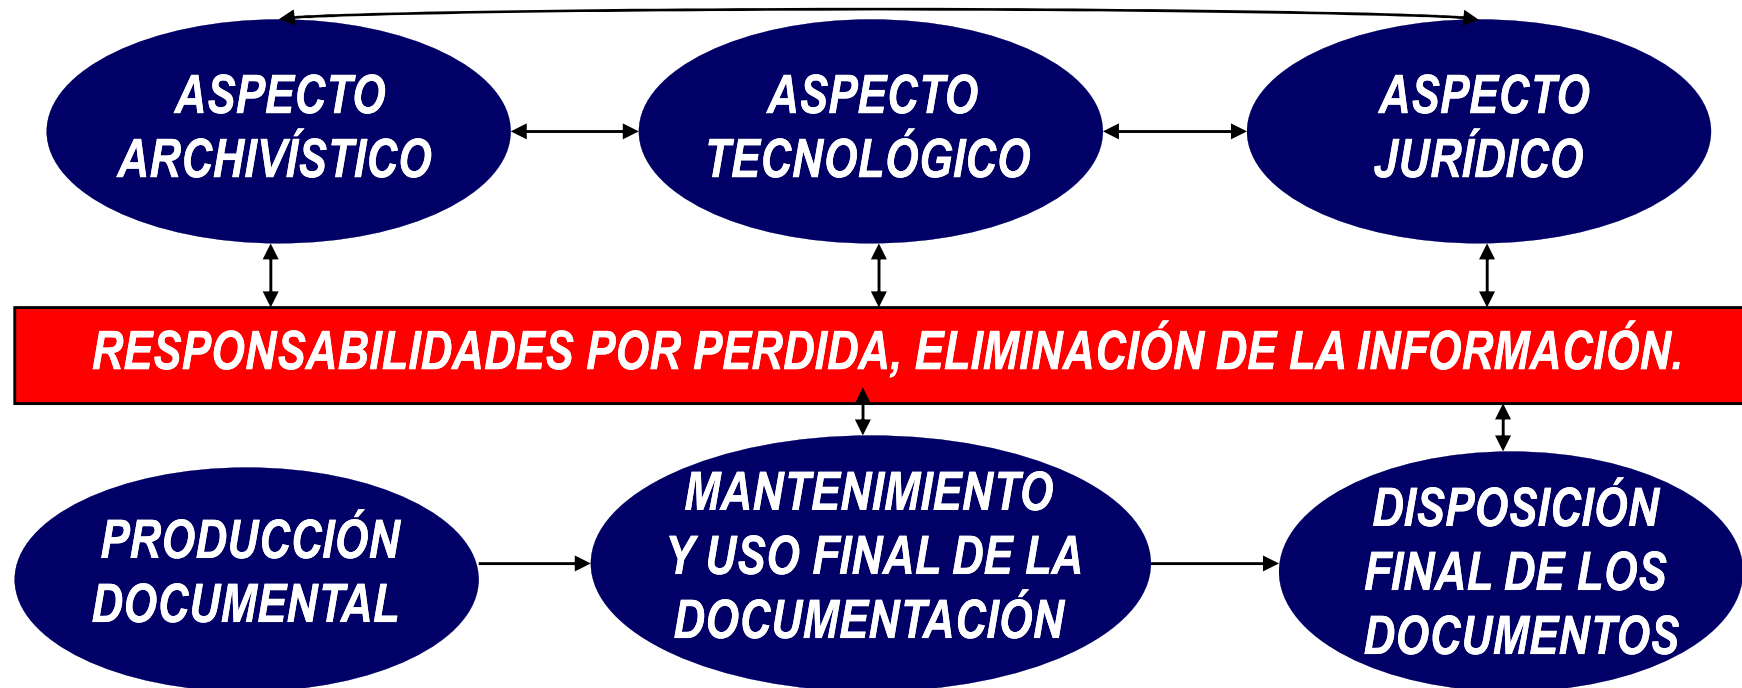 ASPECTO
ARCHIVÍSTICO
ASPECTO
TECNOLÓGICO
ASPECTO
JURÍDICO
RESPONSABILIDADES POR PERDIDA, ELIMINACIÓN DE LA INFORMACIÓN.
PRODUCCIÓN
DOCUMENTAL
MANTENIMIENTO
Y USO FINAL DE LA
DOCUMENTACIÓN
DISPOSICIÓN
FINAL DE LOS
DOCUMENTOS